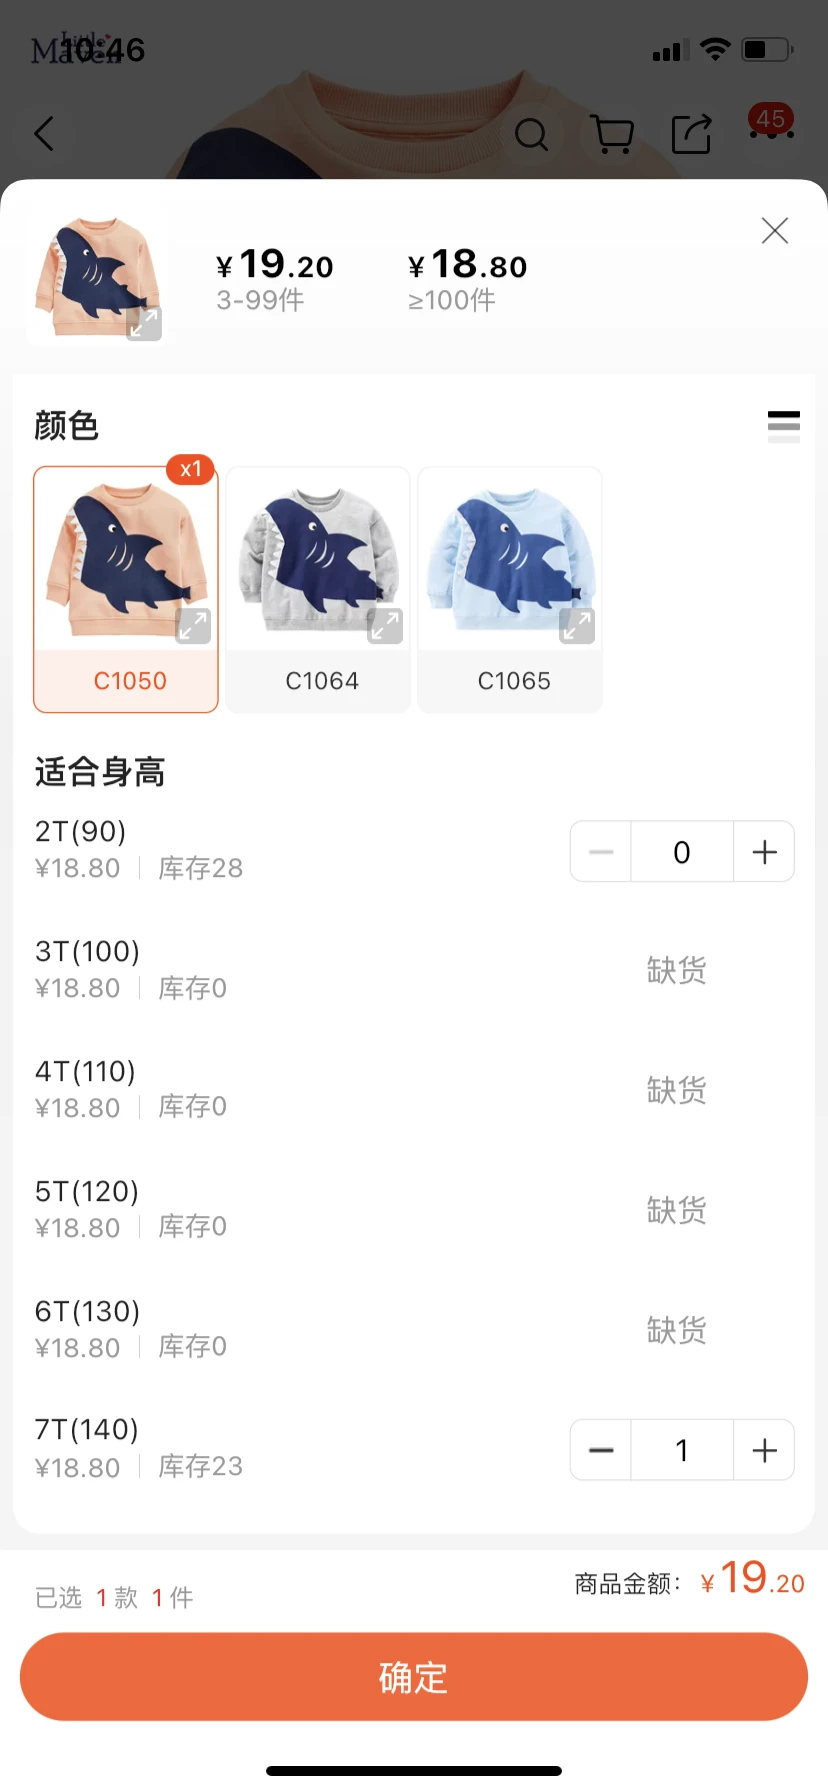 Little
Maven
10:46
45
¥19.20
3-99件
¥18.80
≥100件
颜色
x1
C1050
C1064
C1065
适合身高
2T(90)
¥18.80 库存28
0
3T(100)
¥18.80 库存0
缺货
4T(110)
¥18.80 库存0
缺货
5T(120)
¥18.80 库存0
缺货
6T(130)
¥18.80 库存0
缺货
7T(140)
¥18.80 库存23
1
已选 1 款 1 件
商品金额: ¥19.20
确定